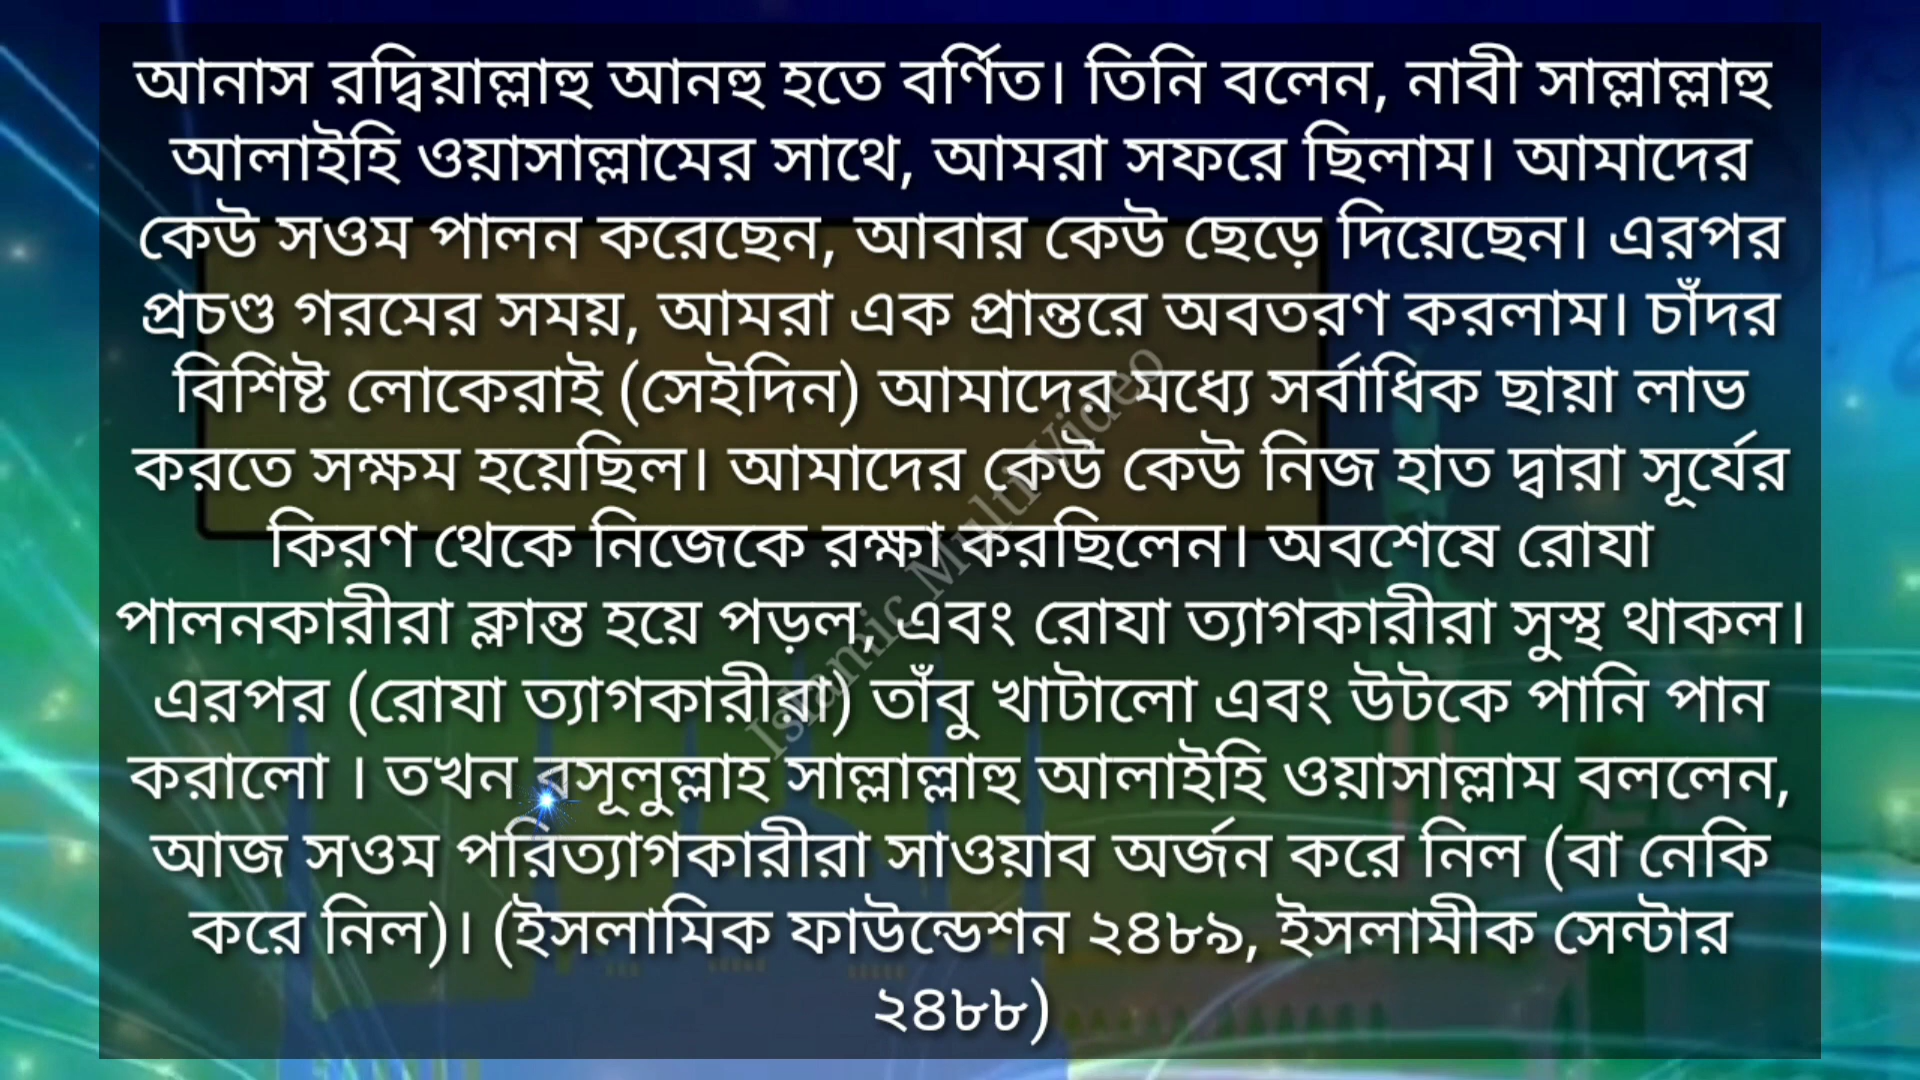 আনাস রদ্বিয়াল্লাহু আনহু হতে বর্ণিত। তিনি বলেন, নাবী সাল্লাল্লাহু
আলাইহি ওয়াসাল্লামের সাথে, আমরা সফরে ছিলাম। আমাদের
কেউ সওম পালন করেছেন, আবার কেউ ছেড়ে দিয়েছেন। এরপর
প্রচণ্ড গরমের সময়, আমরা এক প্রান্তরে অবতরণ করলাম। চাঁদর
বিশিষ্ট লোকেরাই (সেইদিন) আমাদের মধ্যে সর্বাধিক ছায়া লাভ
করতে সক্ষম হয়েছিল। আমাদের কেউ কেউ নিজ হাত দ্বারা সূর্যের
কিরণ থেকে নিজেকে রক্ষা করছিলেন। অবশেষে রোযা
পালনকারীরা ক্লান্ত হয়ে পড়ল, এবং রোযা ত্যাগকারীরা সুস্থ থাকল।
এরপর (রোযা ত্যাগকারীরা) তাঁবু খাটালো এবং উটকে পানি পান
করালো । তখন রসূলুল্লাহ সাল্লাল্লাহু আলাইহি ওয়াসাল্লাম বললেন,
আজ সওম পরিত্যাগকারীরা সাওয়াব অর্জন করে নিল (বা নেকি
করে নিল)। (ইসলামিক ফাউন্ডেশন ২৪৮৯, ইসলামীক সেন্টার
২৪৮৮)
Islamic Multi Video